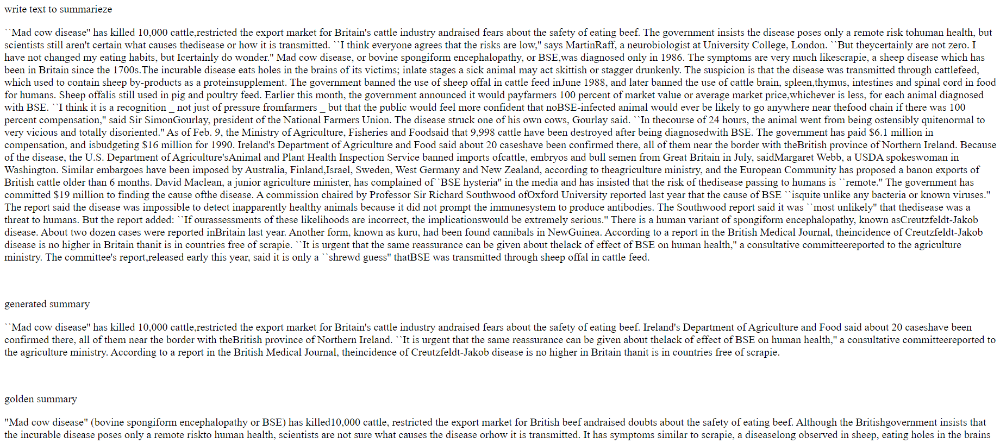 write text to summarieze
``Mad cow disease'' has killed 10,000 cattle,restricted the export market for Britain's cattle industry andraised fears about the safety of eating beef. The government insists the disease poses only a remote risk tohuman health, but
scientists still aren't certain what causes thedisease or how it is transmitted. ``I think everyone agrees that the risks are low,'' says MartinRaff, a neurobiologist at University College, London. ``But theycertainly are not zero. I
have not changed my eating habits, but Icertainly do wonder.'' Mad cow disease, or bovine spongiform encephalopathy, or BSE,was diagnosed only in 1986. The symptoms are very much likescrapie, a sheep disease which has
been in Britain since the 1700s.The incurable disease eats holes in the brains of its victims; inlate stages a sick animal may act skittish or stagger drunkenly. The suspicion is that the disease was transmitted through cattlefeed,
which used to contain sheep by-products as a proteinsupplement. The government banned the use of sheep offal in cattle feed inJune 1988, and later banned the use of cattle brain, spleen,thymus, intestines and spinal cord in food
for humans. Sheep offalis still used in pig and poultry feed. Earlier this month, the government announced it would payfarmers 100 percent of market value or average market price,whichever is less, for each animal diagnosed
with BSE. ``I think it is a recognition _ not just of pressure fromfarmers _ but that the public would feel more confident that noBSE-infected animal would ever be likely to go anywhere near thefood chain if there was 100
percent compensation,'' said Sir SimonGourlay, president of the National Farmers Union. The disease struck one of his own cows, Gourlay said. ``In thecourse of 24 hours, the animal went from being ostensibly quitenormal to
very vicious and totally disoriented.'' As of Feb. 9, the Ministry of Agriculture, Fisheries and Foodsaid that 9,998 cattle have been destroyed after being diagnosedwith BSE. The government has paid $6.1 million in
compensation, and isbudgeting $16 million for 1990. Ireland's Department of Agriculture and Food said about 20 caseshave been confirmed there, all of them near the border with theBritish province of Northern Ireland. Because
of the disease, the U.S. Department of Agriculture'sAnimal and Plant Health Inspection Service banned imports ofcattle, embryos and bull semen from Great Britain in July, saidMargaret Webb, a USDA spokeswoman in
Washington. Similar embargoes have been imposed by Australia, Finland,Israel, Sweden, West Germany and New Zealand, according to theagriculture ministry, and the European Community has proposed a banon exports of
British cattle older than 6 months. David Maclean, a junior agriculture minister, has complained of `BSE hysteria'' in the media and has insisted that the risk of thedisease passing to humans is ``remote.'' The government has
committed $19 million to finding the cause ofthe disease. A commission chaired by Professor Sir Richard Southwood ofOxford University reported last year that the cause of BSE ``isquite unlike any bacteria or known viruses.''
The report said the disease was impossible to detect inapparently healthy animals because it did not prompt the immunesystem to produce antibodies. The Southwood report said it was ``most unlikely'' that thedisease was a
threat to humans. But the report added: ``If ourassessments of these likelihoods are incorrect, the implicationswould be extremely serious.'' There is a human variant of spongiform encephalopathy, known asCreutzfeldt-Jakob
disease. About two dozen cases were reported inBritain last year. Another form, known as kuru, had been found cannibals in NewGuinea. According to a report in the British Medical Journal, theincidence of Creutzfeldt-Jakob
disease is no higher in Britain thanit is in countries free of scrapie. ``It is urgent that the same reassurance can be given about thelack of effect of BSE on human health,'' a consultative committeereported to the agriculture
ministry. The committee's report,released early this year, said it is only a ``shrewd guess'' thatBSE was transmitted through sheep offal in cattle feed.
generated summary
``Mad cow disease'' has killed 10,000 cattle,restricted the export market for Britain's cattle industry andraised fears about the safety of eating beef. Ireland's Department of Agriculture and Food said about 20 caseshave been
confirmed there, all of them near the border with theBritish province of Northern Ireland. ``It is urgent that the same reassurance can be given about thelack of effect of BSE on human health,'' a consultative committeereported to
the agriculture ministry. According to a report in the British Medical Journal, theincidence of Creutzfeldt-Jakob disease is no higher in Britain thanit is in countries free of scrapie.
golden summary
"Mad cow disease" (bovine spongiform encephalopathy or BSE) has killed10,000 cattle, restricted the export market for British beef andraised doubts about the safety of eating beef. Although the Britishgovernment insists that
the incurable disease poses only a remote riskto human health, scientists are not sure what causes the disease orhow it is transmitted. It has symptoms similar to scrapie, a diseaselong observed in sheep, eating holes in the brains